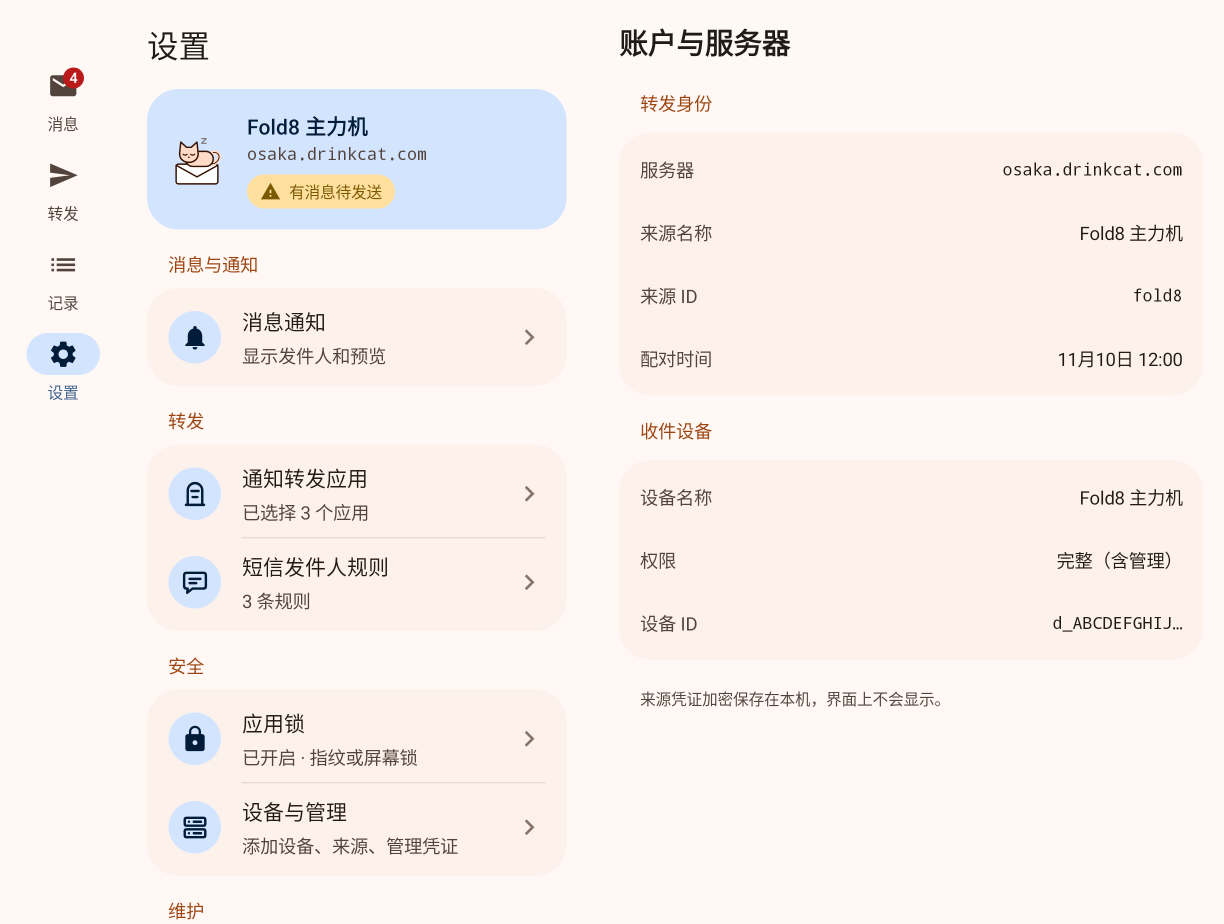 4
消息
转发
记录
设置
设置
Fold8 主力机
osaka.drinkcat.com
有消息待发送
消息与通知
消息通知
显示发件人和预览
转发
通知转发应用
已选择 3 个应用
短信发件人规则
3 条规则
安全
应用锁
已开启 · 指纹或屏幕锁
设备与管理
添加设备、来源、管理凭证
维护
账户与服务器
转发身份
服务器 osaka.drinkcat.com
来源名称 Fold8 主力机
来源 ID fold8
配对时间 11月10日 12:00
收件设备
设备名称 Fold8 主力机
权限 完整（含管理）
设备 ID d_ABCDEFGHIJ…
来源凭证加密保存在本机，界面上不会显示。